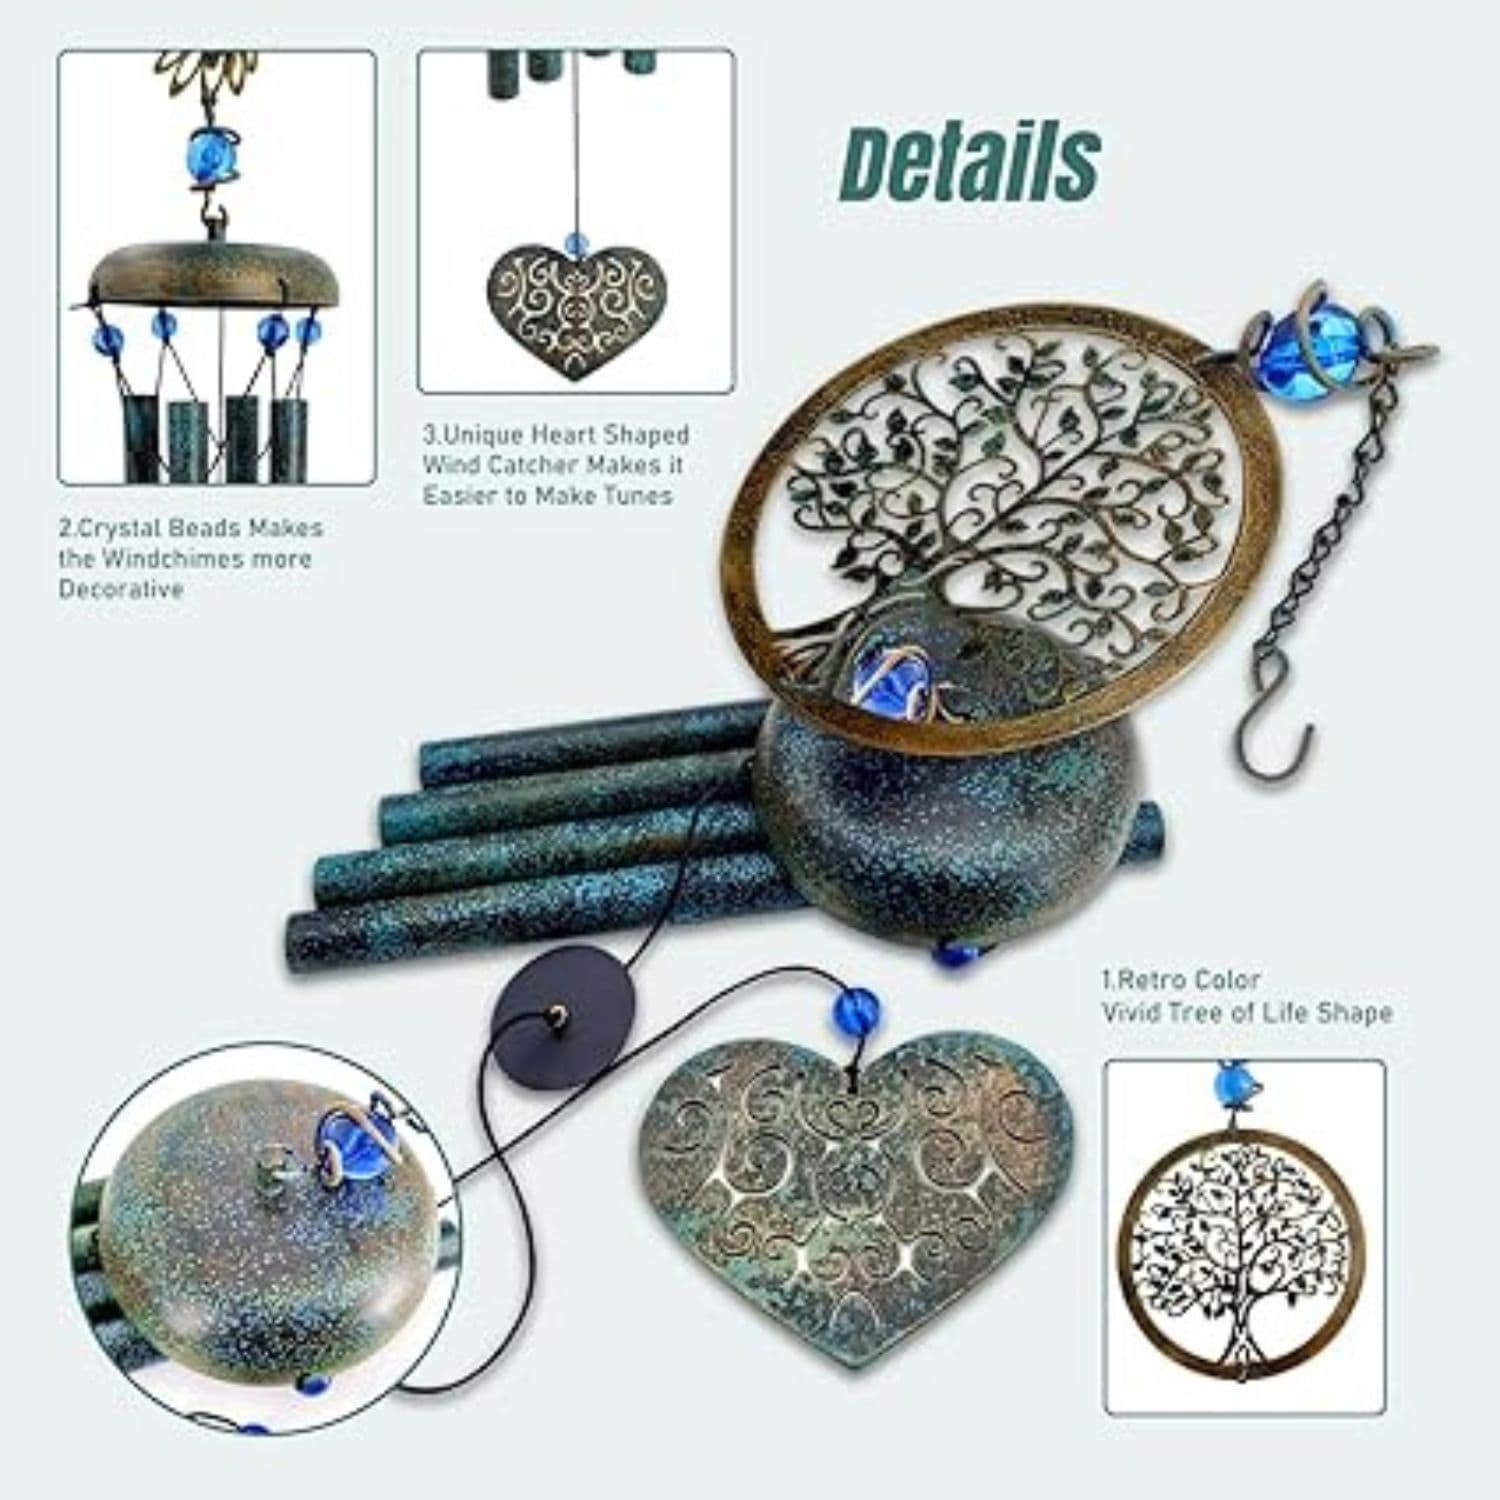 Details
2.Crystal Beads Makes
the Windchimes more
Decorative
3.Unique Heart Shaped
Wind Catcher Makes it
Easier to Make Tunes
1.Retro Color
Vivid Tree of Life Shape